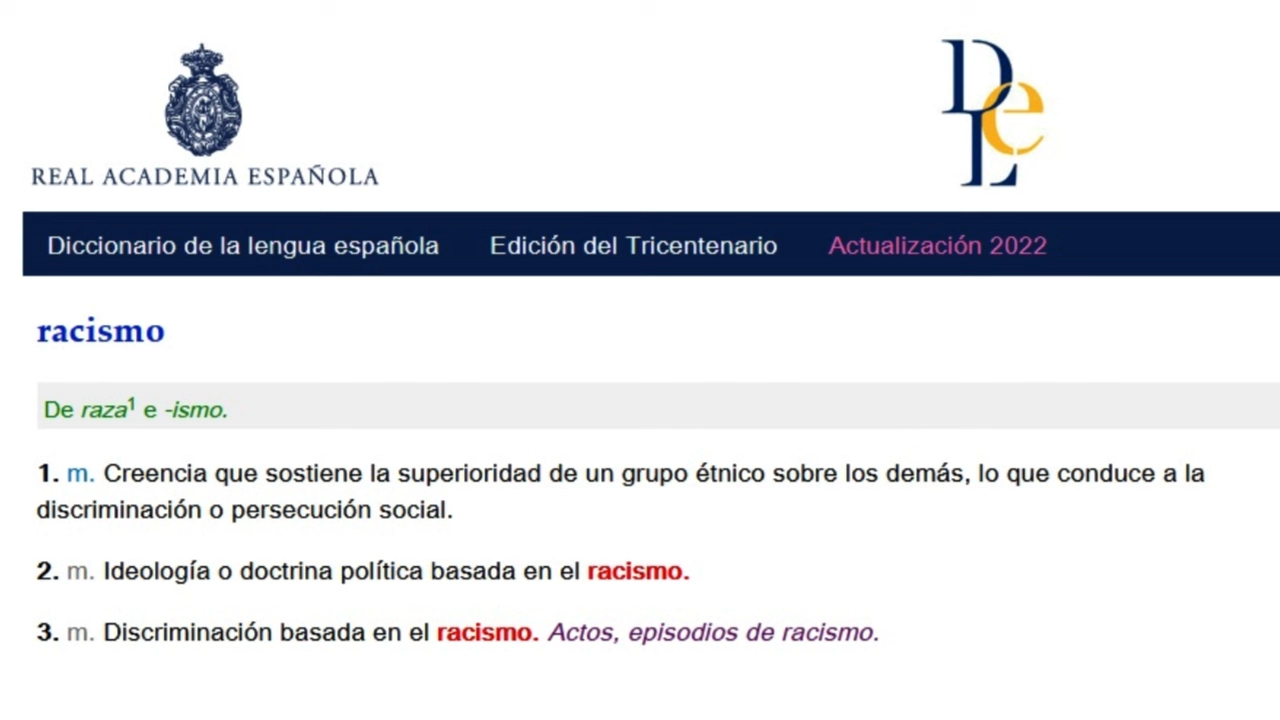 REAL ACADEMIA ESPAÑOLA
DLe
Diccionario de la lengua española Edición del Tricentenario Actualización 2022
racismo
De raza¹ e -ismo.
1. m. Creencia que sostiene la superioridad de un grupo étnico sobre los demás, lo que conduce a la
discriminación o persecución social.
2. m. Ideología o doctrina política basada en el racismo.
3. m. Discriminación basada en el racismo. Actos, episodios de racismo.